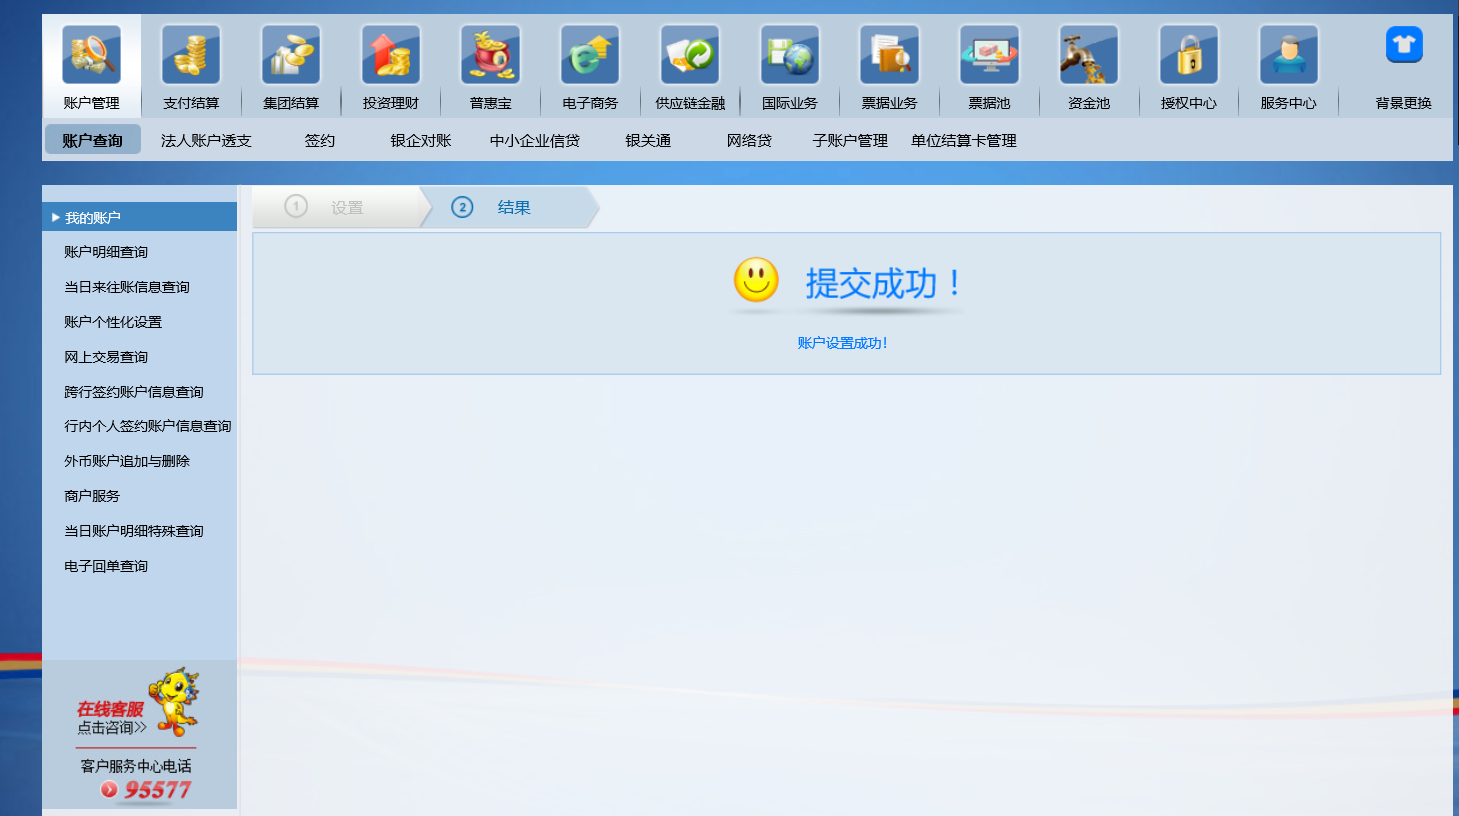 账户管理
支付结算
集团结算
投资理财
普惠宝
电子商务
供应链金融
国际业务
票据业务
票据池
资金池
授权中心
服务中心
背景更换
账户查询
法人账户透支
签约
银企对账
中小企业信贷
银关通
网络贷
子账户管理
单位结算卡管理
我的账户
账户明细查询
当日来往账信息查询
账户个性化设置
网上交易查询
跨行签约账户信息查询
行内个人签约账户信息查询
外币账户追加与删除
商户服务
当日账户明细特殊查询
电子回单查询
在线客服
点击咨询>>
客户服务中心电话
95577
1 设置
2 结果
提交成功！
账户设置成功!